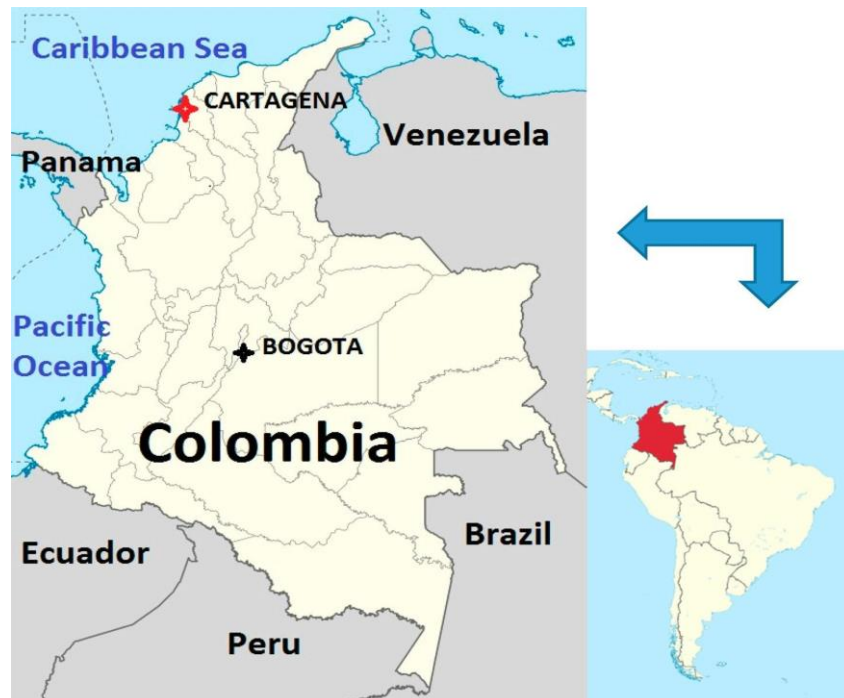 Caribbean Sea
CARTAGENA
Venezuela
Panama
Pacific
Ocean
BOGOTA
Colombia
Ecuador
Brazil
Peru